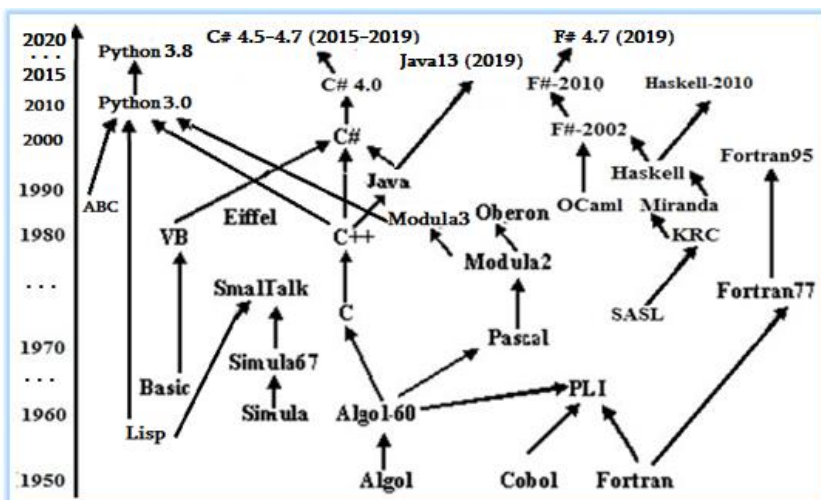 2020
C# 4.5-4.7 (2015-2019)
F# 4.7 (2019)
. . .
Python 3.8
Java13 (2019)
2015
C# 4.0
F#-2010
Haskell-2010
2010
Python 3.0
F#-2002
2000
C#
Fortran95
Haskell
Java
1990
ABC
Eiffel
Modula3
Oberon
OCaml
Miranda
1980
VB
C++
KRC
Modula2
. . .
SmalTalk
Fortran77
C
SASL
Pascal
1970
Simula67
. . .
Basic
PLI
1960
Simula
Algol-60
Lisp
1950
Algol
Cobol
Fortran